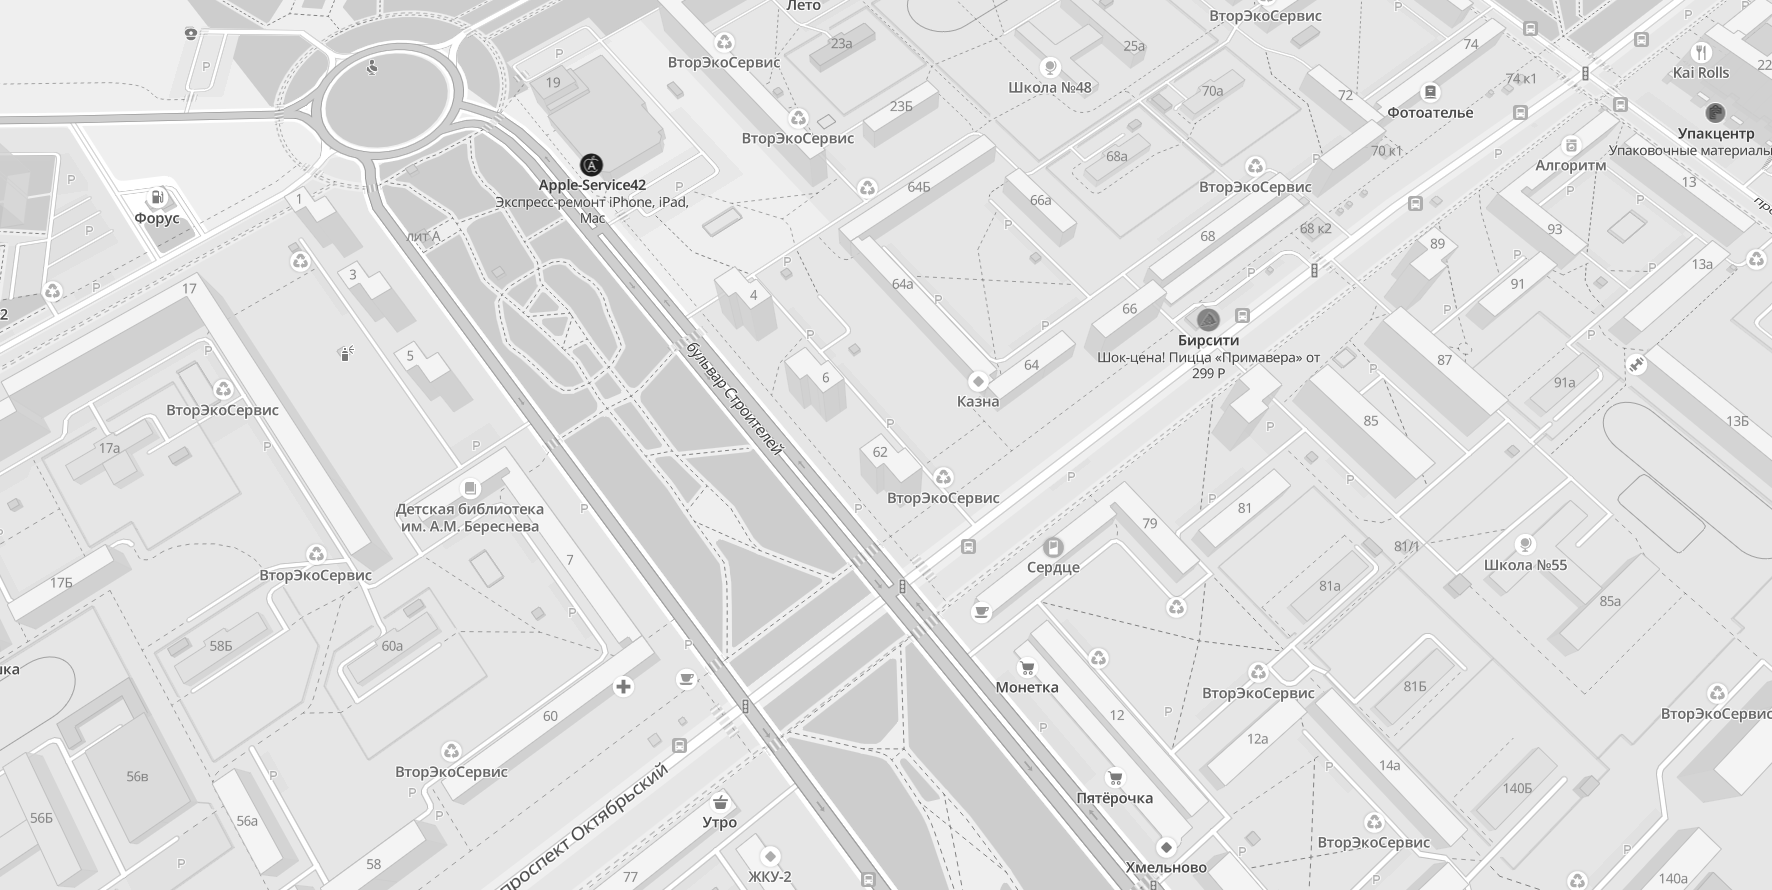 Лето
ВторЭкоСервис
23а
25а
74
ВторЭкоСервис
Школа №48
74 к1
Kai Rolls
22
Р
19
Р
70а
72
Фотоателье
23Б
Упакцентр
Упаковочные материалы
ВторЭкоСервис
68а
70 к1
Р
Алгоритм
Р
Apple-Service42
Экспресс-ремонт iPhone, iPad,
Mac
64Б
66а
ВторЭкоСервис
13
Форус
1
лит А
68
68 к2
93
89
Р
3
17
Р
4
64а
Р
66
91
13а
2
5
Р
6
Р
64
Бирсити
Шок-цена! Пицца «Примавера» от
299 Р
87
91а
бульвар Строителей
Казна
ВторЭкоСервис
17а
Р
Р
62
Р
85
13Б
ВторЭкоСервис
Детская библиотека
им. А.М. Береснева
Р
Р
Р
Р
81
79
81/1
ВторЭкоСервис
7
Сердце
Школа №55
17Б
Р
81а
85а
58Б
60а
Р
Монетка
ВторЭкоСервис
81Б
60
12
Р
ВторЭкоСервис
Р
12а
56в
Р
ВторЭкоСервис
Р
14а
140Б
56Б
56а
Р
Утро
Пятёрочка
проспект Октябрьский
ВторЭкоСервис
58
Р
77
ЖКУ-2
Хмельново
Р
140а